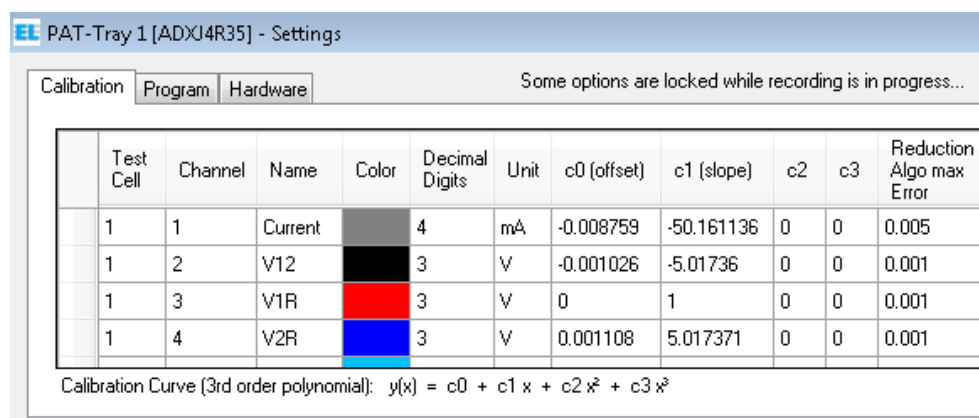 EL PAT-Tray 1 [ADXJ4R35] - Settings
Calibration Program Hardware Some options are locked while recording is in progress...
Test Cell Channel Name Color Decimal Digits Unit c0 (offset) c1 (slope) c2 c3 Reduction Algo max Error
1 1 Current 4 mA -0.008759 -50.161136 0 0 0.005
1 2 V12 3 V -0.001026 -5.01736 0 0 0.001
1 3 V1R 3 V 0 1 0 0 0.001
1 4 V2R 3 V 0.001108 5.017371 0 0 0.001
Calibration Curve (3rd order polynomial): y(x) = c0 + c1 x + c2 x² + c3 x³